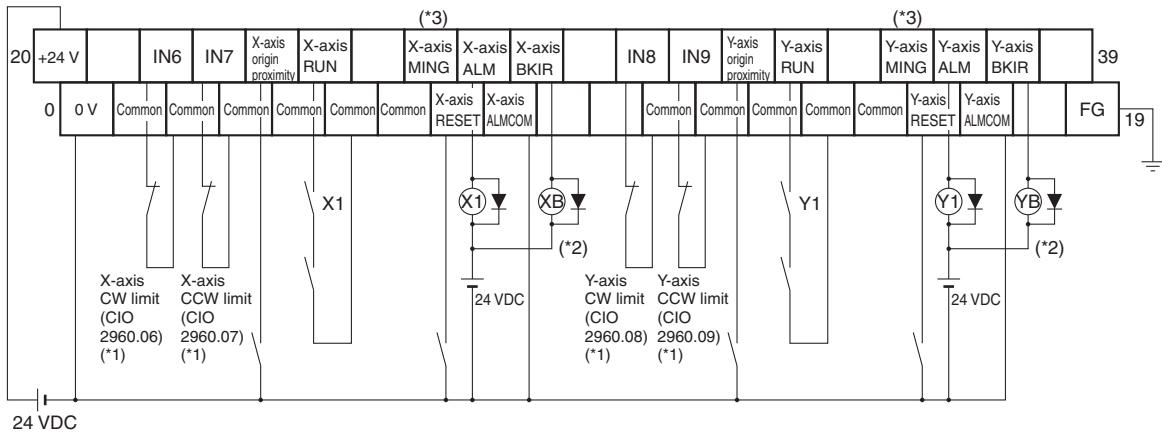 (*3)
(*3)
20
+24 V
IN6
IN7
X-axis
origin
proximity
X-axis
RUN
X-axis
MING
X-axis
ALM
X-axis
BKIR
IN8
IN9
Y-axis
origin
proximity
Y-axis
RUN
Y-axis
MING
Y-axis
ALM
Y-axis
BKIR
39
0
0 V
Common
Common
Common
Common
Common
Common
X-axis
RESET
X-axis
ALMCOM
Common
Common
Common
Common
Common
Y-axis
RESET
Y-axis
ALMCOM
FG
19
X1
X1
XB
(*2)
Y1
Y1
YB
(*2)
X-axis
CW limit
(CIO
2960.06)
(*1)
X-axis
CCW limit
(CIO
2960.07)
(*1)
24 VDC
Y-axis
CW limit
(CIO
2960.08)
(*1)
Y-axis
CCW limit
(CIO
2960.09)
(*1)
24 VDC
24 VDC